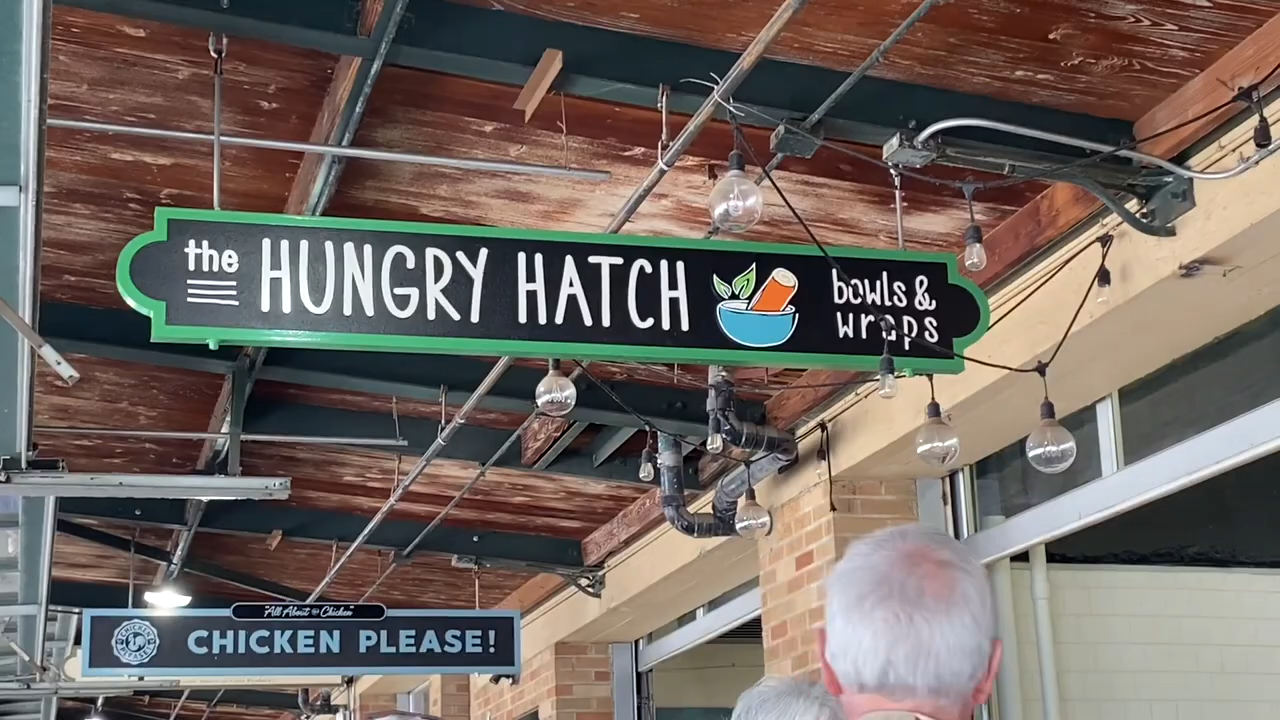 the HUNGRY HATCH bowls &
wraps
"All About the Chicken"
CHICKEN PLEASE!